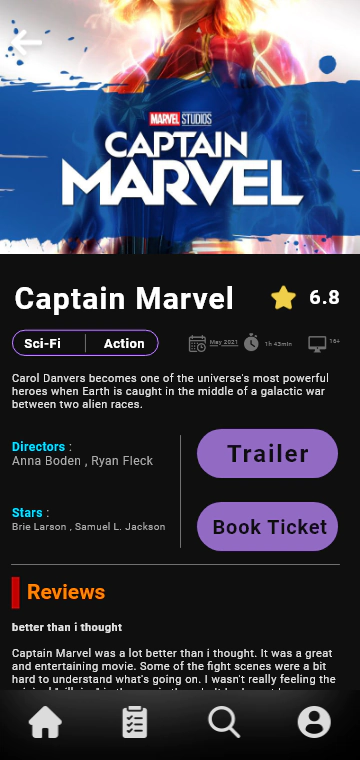 MARVEL STUDIOS
CAPTAIN
MARVEL
Captain Marvel
6.8
Sci-Fi
Action
May 2021
1h 43min
16+
Carol Danvers becomes one of the universe's most powerful
heroes when Earth is caught in the middle of a galactic war
between two alien races.
Directors :
Anna Boden , Ryan Fleck
Trailer
Stars :
Brie Larson , Samuel L. Jackson
Book Ticket
Reviews
better than i thought
Captain Marvel was a lot better than i thought. It was a great
and entertaining movie. Some of the fight scenes were a bit
hard to understand what's going on. I wasn't really feeling the